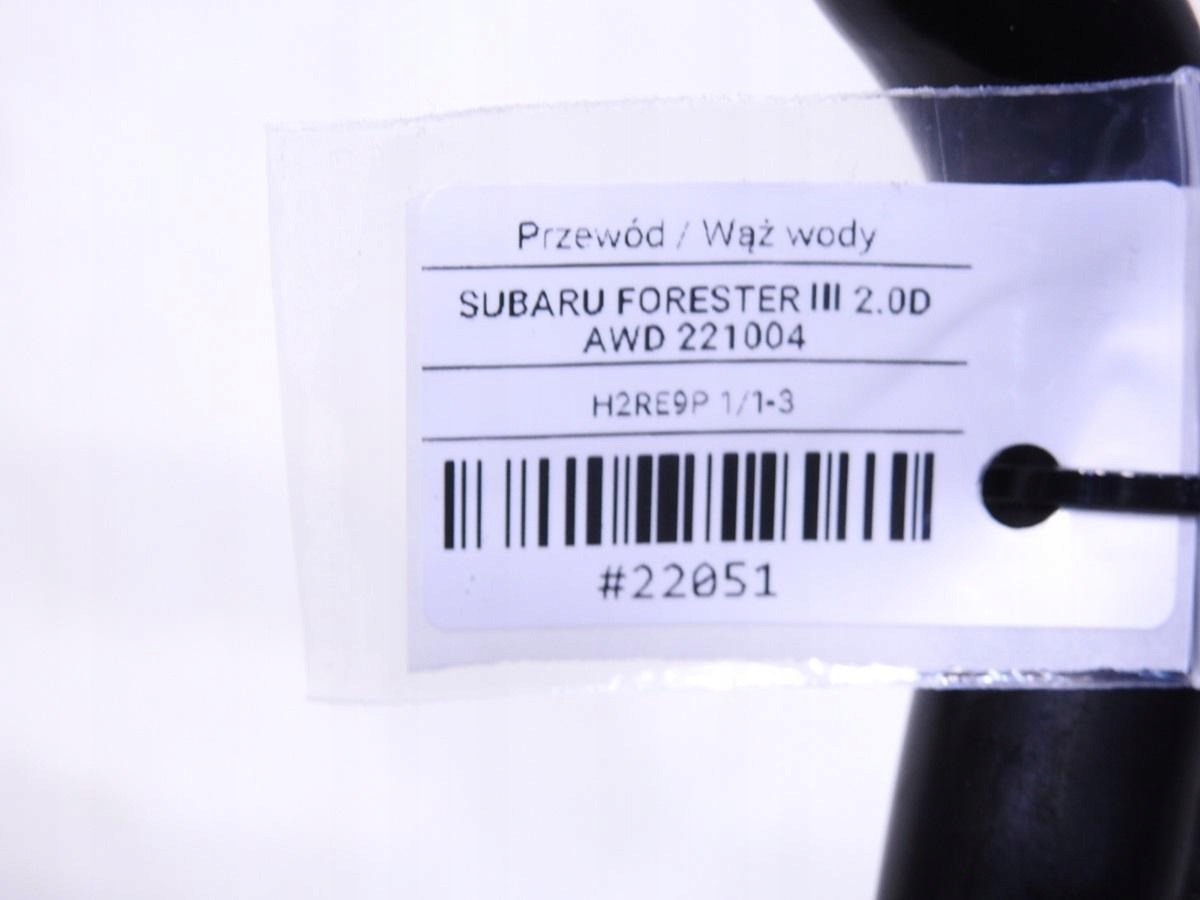 Przewód / Wąż wody
SUBARU FORESTER III 2.0D
AWD 221004
H2RE9P 1/1-3
#22051